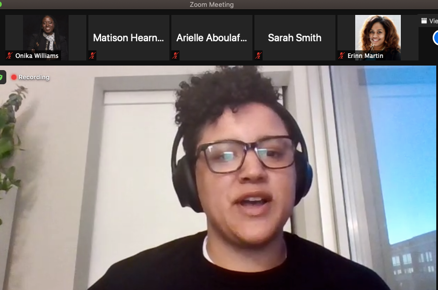 Zoom Meeting
Matison Hearn...
Arielle Aboulaf...
Sarah Smith
Onika Williams
Erinn Martin
Recording